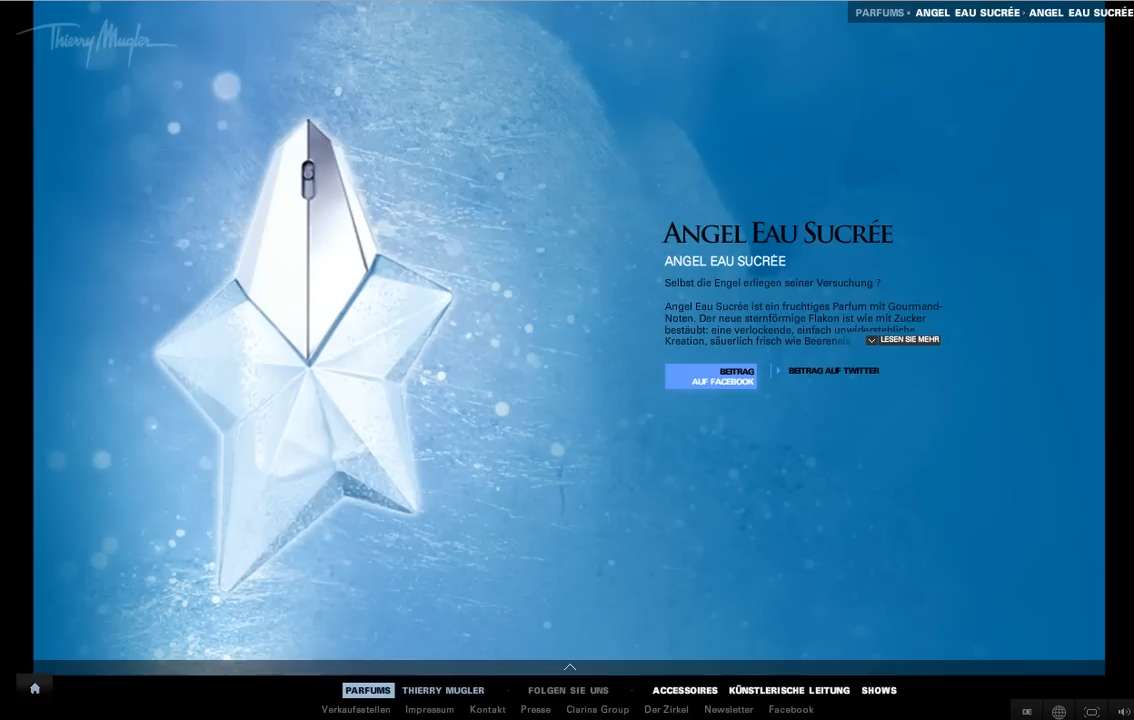 PARFUMS • ANGEL EAU SUCRÉE › ANGEL EAU SUCRÉE
Thierry Mugler
ANGEL EAU SUCRÉE
ANGEL EAU SUCRÉE
Selbst die Engel erliegen seiner Versuchung ?
Angel Eau Sucrée ist ein fruchtiges Parfum mit Gourmand-
Noten. Der neue sternförmige Flakon ist wie mit Zucker
bestäubt: eine verlockende, einfach unwiderstehliche
Kreation, säuerlich frisch wie Beereneis
LESEN SIE MEHR
BEITRAG
AUF FACEBOOK
BEITRAG AUF TWITTER
PARFUMS THIERRY MUGLER · FOLGEN SIE UNS · ACCESSOIRES KÜNSTLERISCHE LEITUNG SHOWS
Verkaufsstellen Impressum Kontakt Presse Clarins Group Der Zirkel Newsletter Facebook
DE